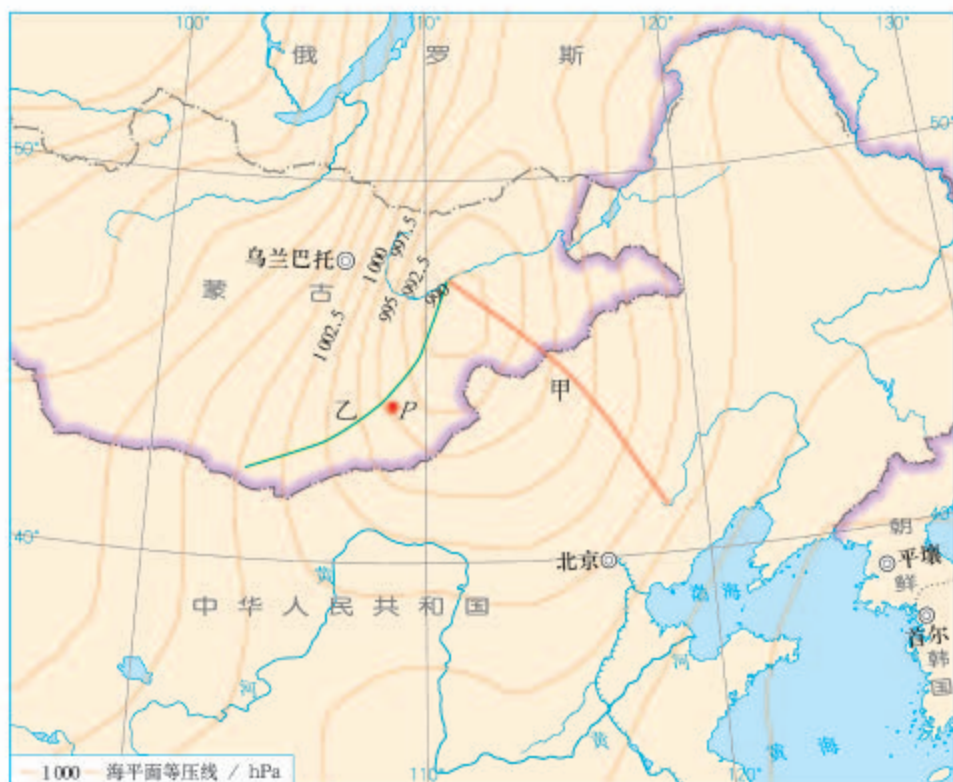 100° 110° 120° 130°
俄 罗 斯
50° 50°
乌兰巴托
蒙 古
997.5
1000
992.5
990
995
1002.5
甲
乙 P
40° 40°
北京
朝 鲜
平壤
黄 河
渤海
中华人民共和国
首尔
韩国
黄 河
黄 海
110° 120°
1000 海平面等压线 / hPa